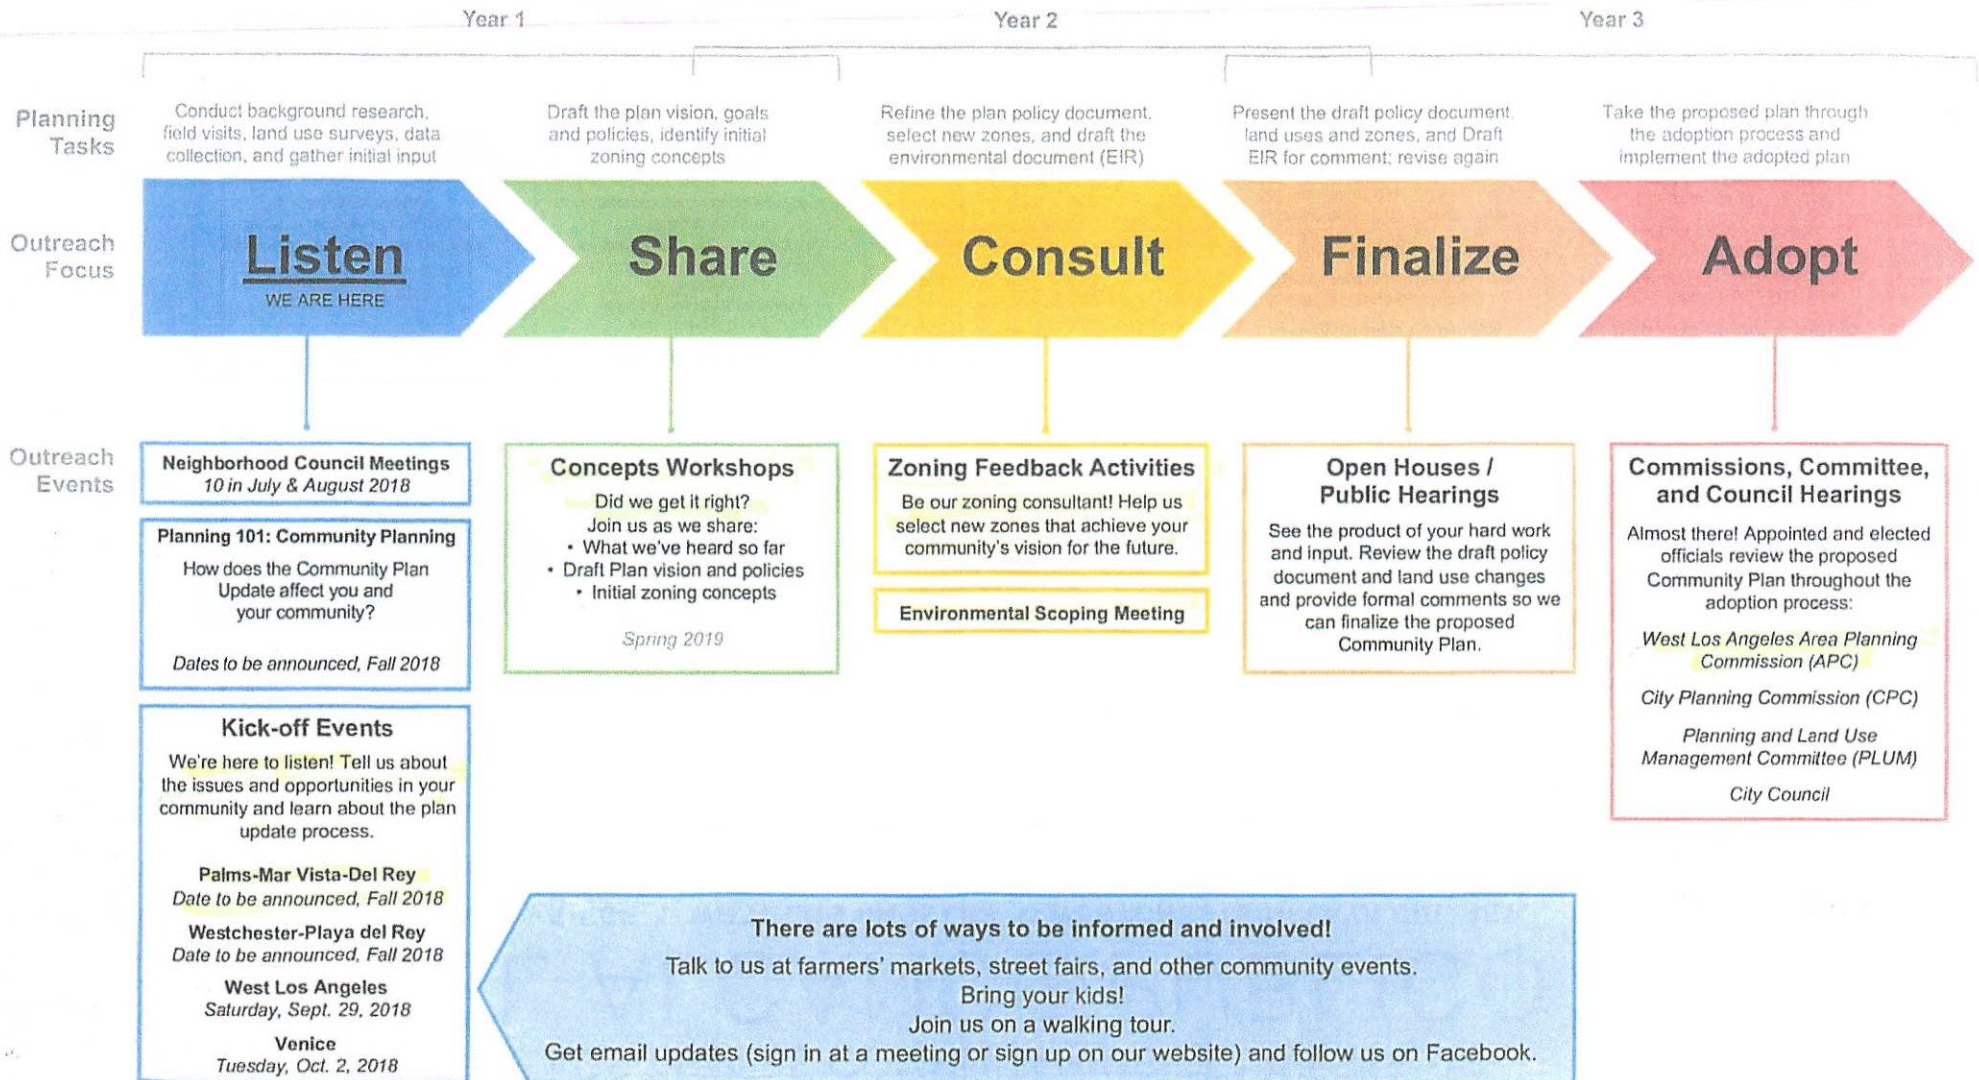 Year 1
Year 2
Year 3
Planning
Tasks
Conduct background research,
field visits, land use surveys, data
collection, and gather initial input
Draft the plan vision, goals
and policies, identify initial
zoning concepts
Refine the plan policy document,
select new zones, and draft the
environmental document (EIR)
Present the draft policy document
land uses and zones, and Draft
EIR for comment; revise again
Take the proposed plan through
the adoption process and
implement the adopted plan
Outreach
Focus
Listen
WE ARE HERE
Share
Consult
Finalize
Adopt
Outreach
Events
Neighborhood Council Meetings
10 in July & August 2018
Planning 101: Community Planning
How does the Community Plan
Update affect you and
your community?
Dates to be announced, Fall 2018
Kick-off Events
We're here to listen! Tell us about
the issues and opportunities in your
community and learn about the plan
update process.
Palms-Mar Vista-Del Rey
Date to be announced, Fall 2018
Westchester-Playa del Rey
Date to be announced, Fall 2018
West Los Angeles
Saturday, Sept. 29, 2018
Venice
Tuesday, Oct. 2, 2018
Concepts Workshops
Did we get it right?
Join us as we share:
• What we've heard so far
• Draft Plan vision and policies
• Initial zoning concepts
Spring 2019
Zoning Feedback Activities
Be our zoning consultant! Help us
select new zones that achieve your
community's vision for the future.
Environmental Scoping Meeting
Open Houses /
Public Hearings
See the product of your hard work
and input. Review the draft policy
document and land use changes
and provide formal comments so we
can finalize the proposed
Community Plan.
Commissions, Committee,
and Council Hearings
Almost there! Appointed and elected
officials review the proposed
Community Plan throughout the
adoption process:
West Los Angeles Area Planning
Commission (APC)
City Planning Commission (CPC)
Planning and Land Use
Management Committee (PLUM)
City Council
There are lots of ways to be informed and involved!
Talk to us at farmers' markets, street fairs, and other community events.
Bring your kids!
Join us on a walking tour.
Get email updates (sign in at a meeting or sign up on our website) and follow us on Facebook.